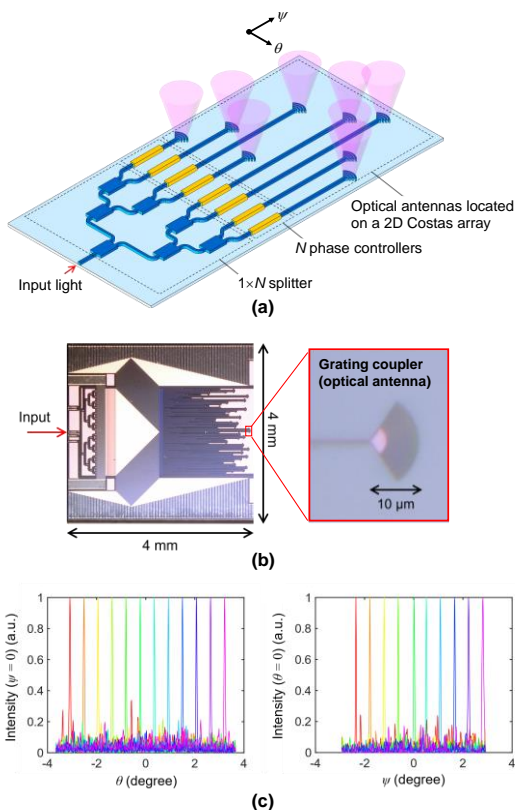 ψ
θ
Optical antennas located
on a 2D Costas array
N phase controllers
1×N splitter
Input light
(a)
Grating coupler
(optical antenna)
Input
4 mm
10 µm
4 mm
(b)
Intensity (ψ = 0) (a.u.)
1
0.8
0.6
0.4
0.2
0
-4 -2 0 2 4
θ (degree)
Intensity (θ = 0) (a.u.)
1
0.8
0.6
0.4
0.2
0
-4 -2 0 2 4
ψ (degree)
(c)